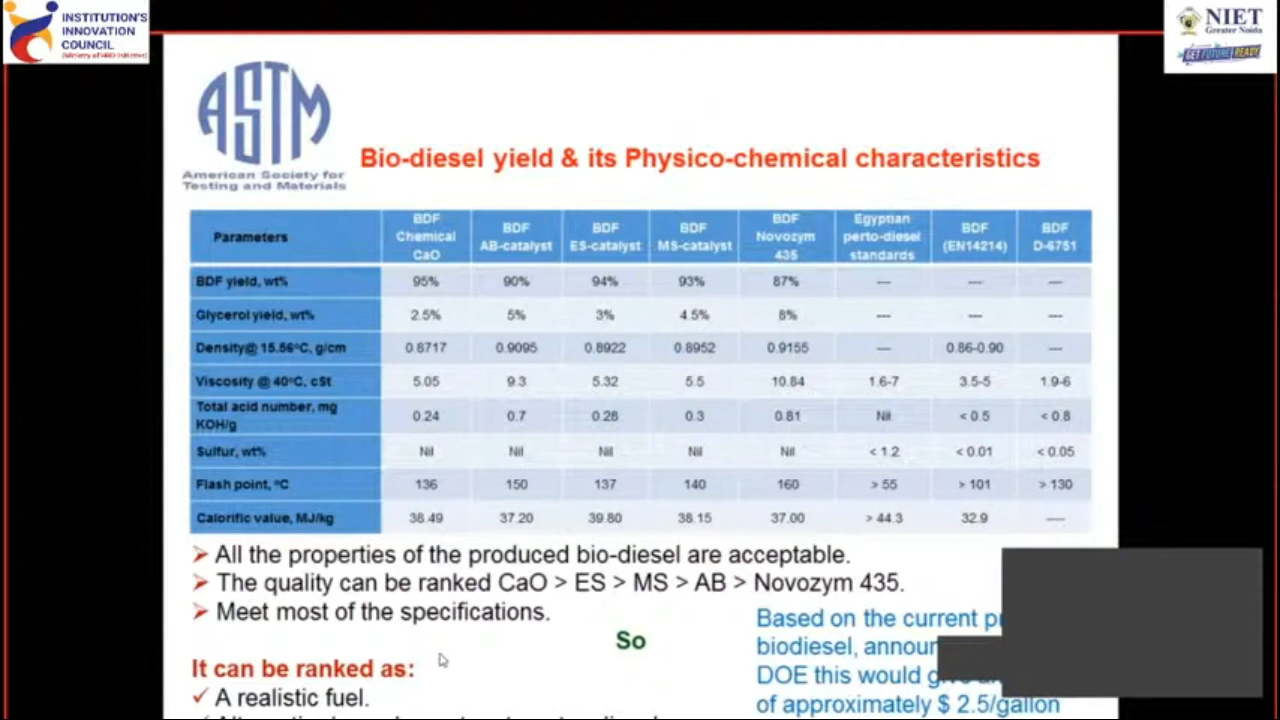 INSTITUTION'S
INNOVATION
COUNCIL
(Ministry of HRD Initiative)
NIET
Greater Noida
GET FUTURE READY
ASTM
American Society for
Testing and Materials
Bio-diesel yield & its Physico-chemical characteristics
Parameters | BDF Chemical CaO | BDF AB-catalyst | BDF ES-catalyst | BDF MS-catalyst | BDF Novozym 435 | Egyptian perto-diesel standards | BDF (EN14214) | BDF D-6751
BDF yield, wt% | 95% | 90% | 94% | 93% | 87% | --- | --- | ---
Glycerol yield, wt% | 2.5% | 5% | 3% | 4.5% | 8% | --- | --- | ---
Density@ 15.56°C, g/cm | 0.8717 | 0.9095 | 0.8922 | 0.8952 | 0.9155 | --- | 0.86-0.90 | ---
Viscosity @ 40°C, cSt | 5.05 | 9.3 | 5.32 | 5.5 | 10.84 | 1.6-7 | 3.5-5 | 1.9-6
Total acid number, mg KOH/g | 0.24 | 0.7 | 0.28 | 0.3 | 0.81 | Nil | < 0.5 | < 0.8
Sulfur, wt% | Nil | Nil | Nil | Nil | Nil | < 1.2 | < 0.01 | < 0.05
Flash point, °C | 136 | 150 | 137 | 140 | 160 | > 55 | > 101 | > 130
Calorific value, MJ/kg | 38.49 | 37.20 | 39.80 | 38.15 | 37.00 | > 44.3 | 32.9 | ----
➢ All the properties of the produced bio-diesel are acceptable.
➢ The quality can be ranked CaO > ES > MS > AB > Novozym 435.
➢ Meet most of the specifications.
So
It can be ranked as:
✓ A realistic fuel.
Based on the current
biodiesel,
DOE this would
of approximately $ 2.5/gallon